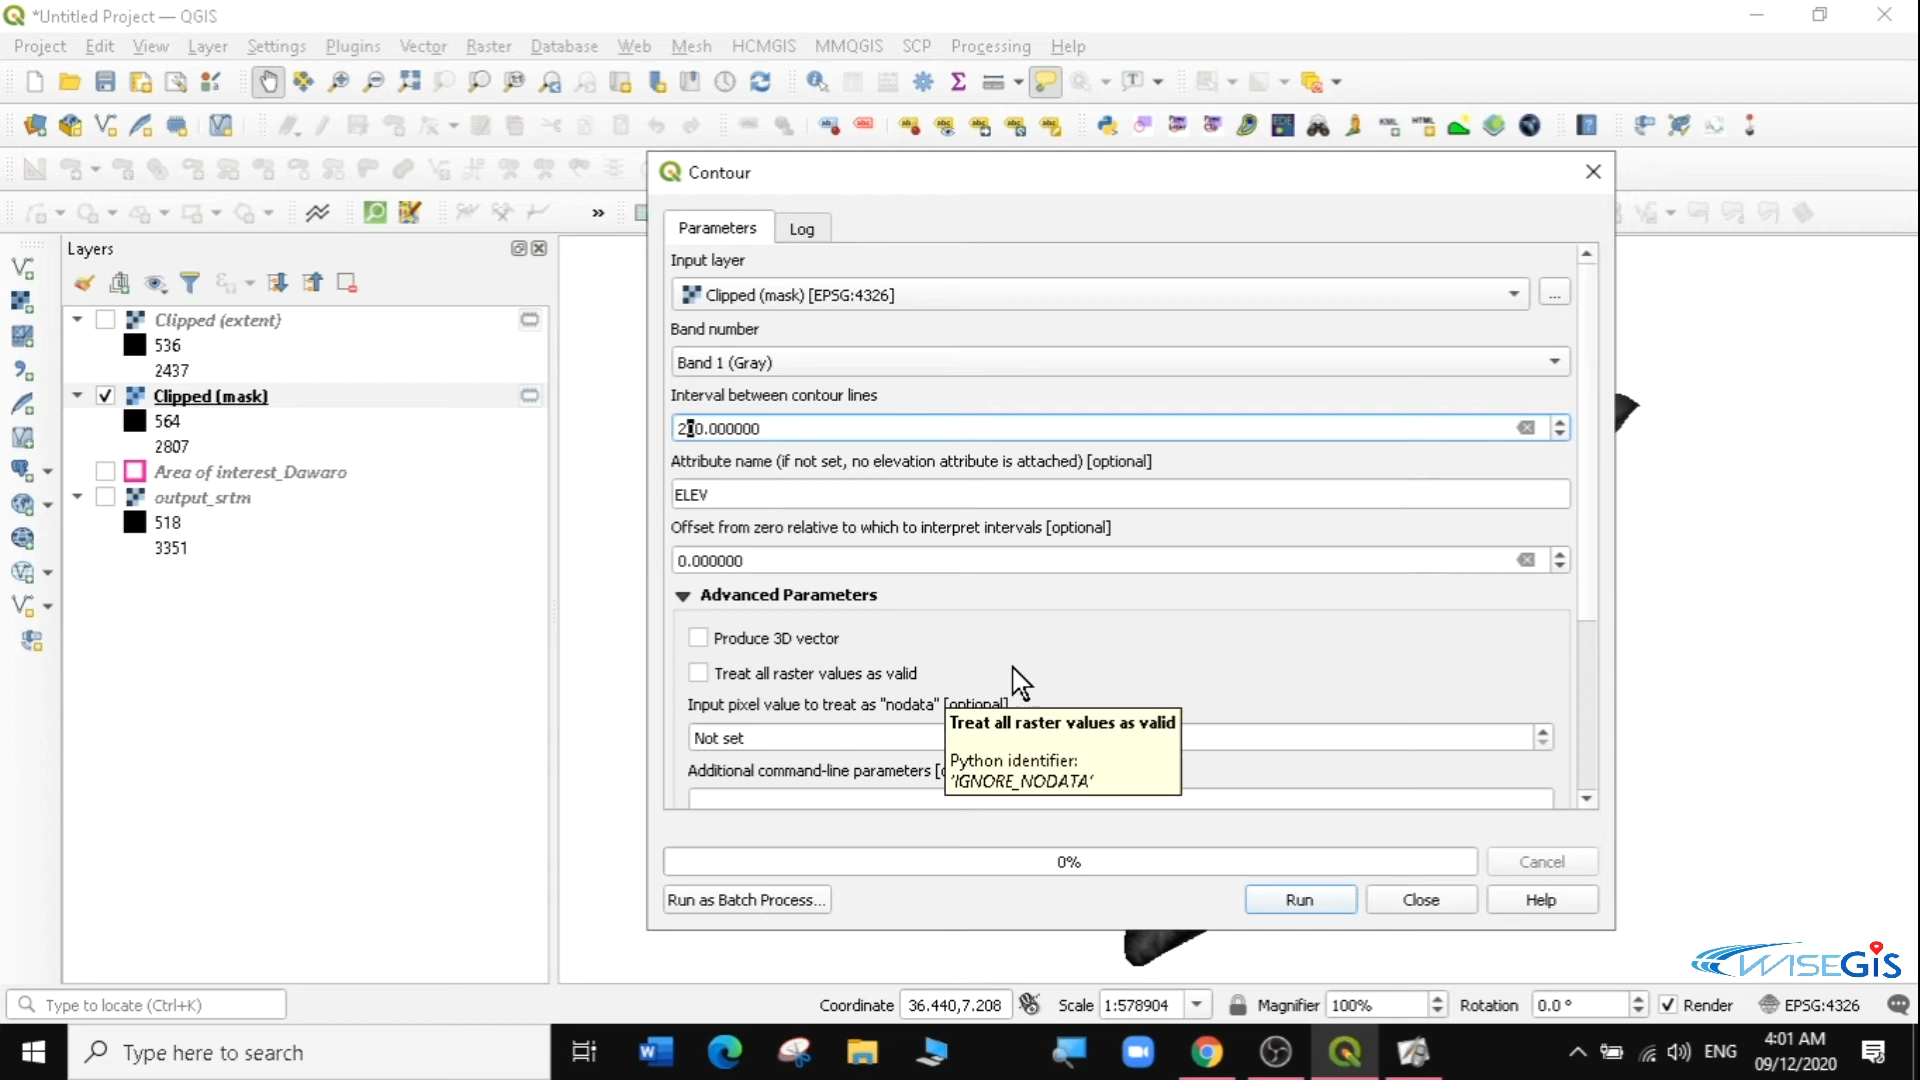 *Untitled Project — QGIS
Project Edit View Layer Settings Plugins Vector Raster Database Web Mesh HCMGIS MMQGIS SCP Processing Help
Layers
Clipped (extent)
536
2437
Clipped (mask)
564
2807
Area of interest_Dawaro
output_srtm
518
3351
Contour
Parameters
Log
Input layer
Clipped (mask) [EPSG:4326]
...
Band number
Band 1 (Gray)
Interval between contour lines
Attribute name (if not set, no elevation attribute is attached) [optional]
ELEV
Offset from zero relative to which to interpret intervals [optional]
0.000000
Advanced Parameters
Produce 3D vector
Treat all raster values as valid
Input pixel value to treat as "nodata" [optional]
Not set
Additional command-line parameters
Treat all raster values as valid
Python identifier:
'IGNORE_NODATA'
0%
Cancel
Run as Batch Process...
Run
Close
Help
WISEGIS
Type to locate (Ctrl+K)
Coordinate 36.440,7.208 Scale 1:578904 Magnifier 100% Rotation 0.0 ° Render EPSG:4326
Type here to search
ENG
4:01 AM
09/12/2020